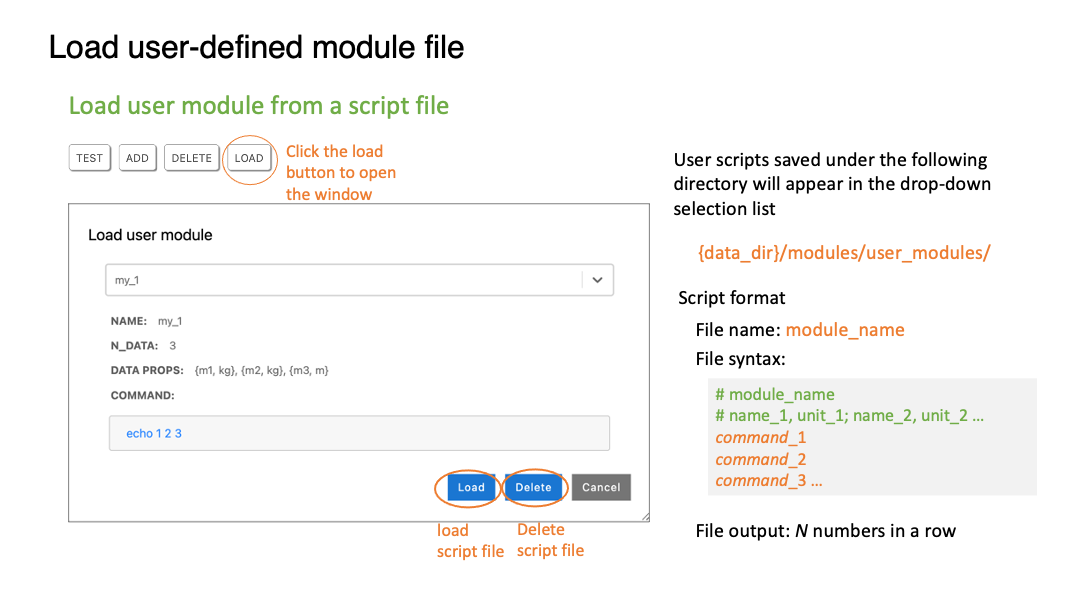 Load user-defined module file
Load user module from a script file
TEST ADD DELETE LOAD
Click the load
button to open
the window
Load user module
my_1
NAME: my_1
N_DATA: 3
DATA PROPS: {m1, kg}, {m2, kg}, {m3, m}
COMMAND:
echo 1 2 3
Load Delete Cancel
load
script file
Delete
script file
User scripts saved under the following
directory will appear in the drop-down
selection list
{data_dir}/modules/user_modules/
Script format
File name: module_name
File syntax:
# module_name
# name_1, unit_1; name_2, unit_2 ...
command_1
command_2
command_3 ...
File output: N numbers in a row